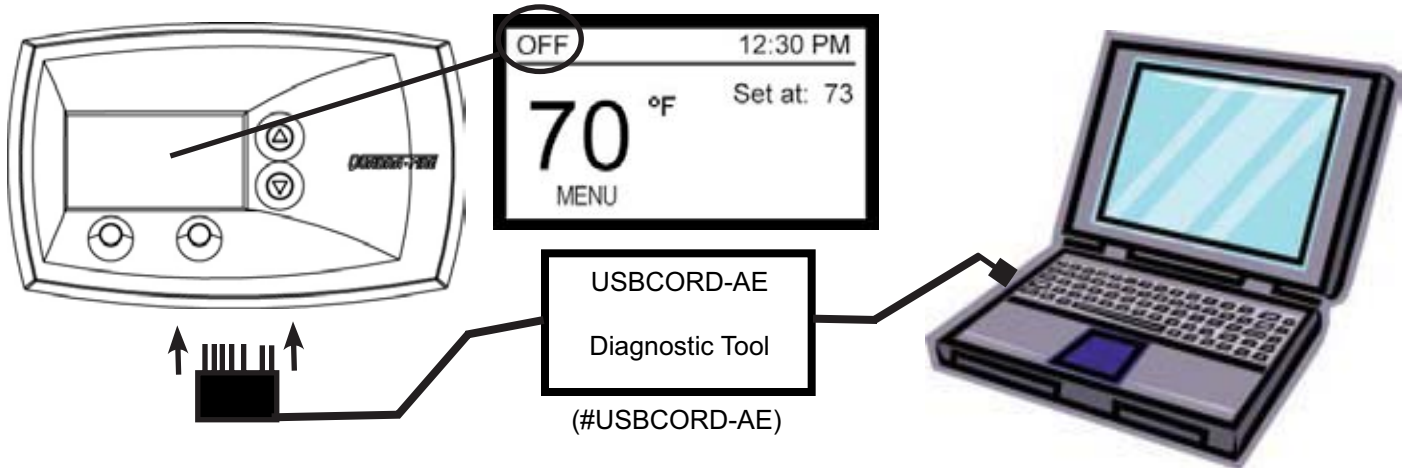 OFF 12:30 PM
70 °F Set at: 73
MENU
USBCORD-AE
Diagnostic Tool
(#USBCORD-AE)